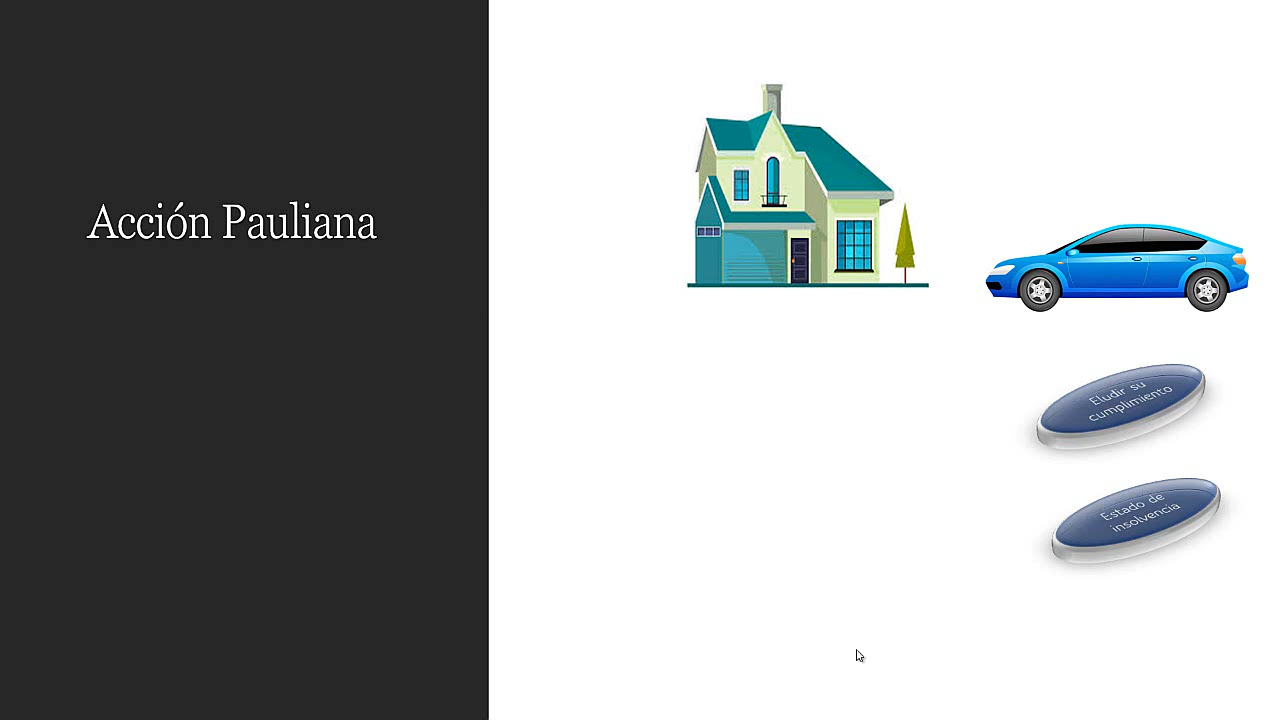 Acción Pauliana
Eludir su
cumplimiento
Estado de
insolvencia